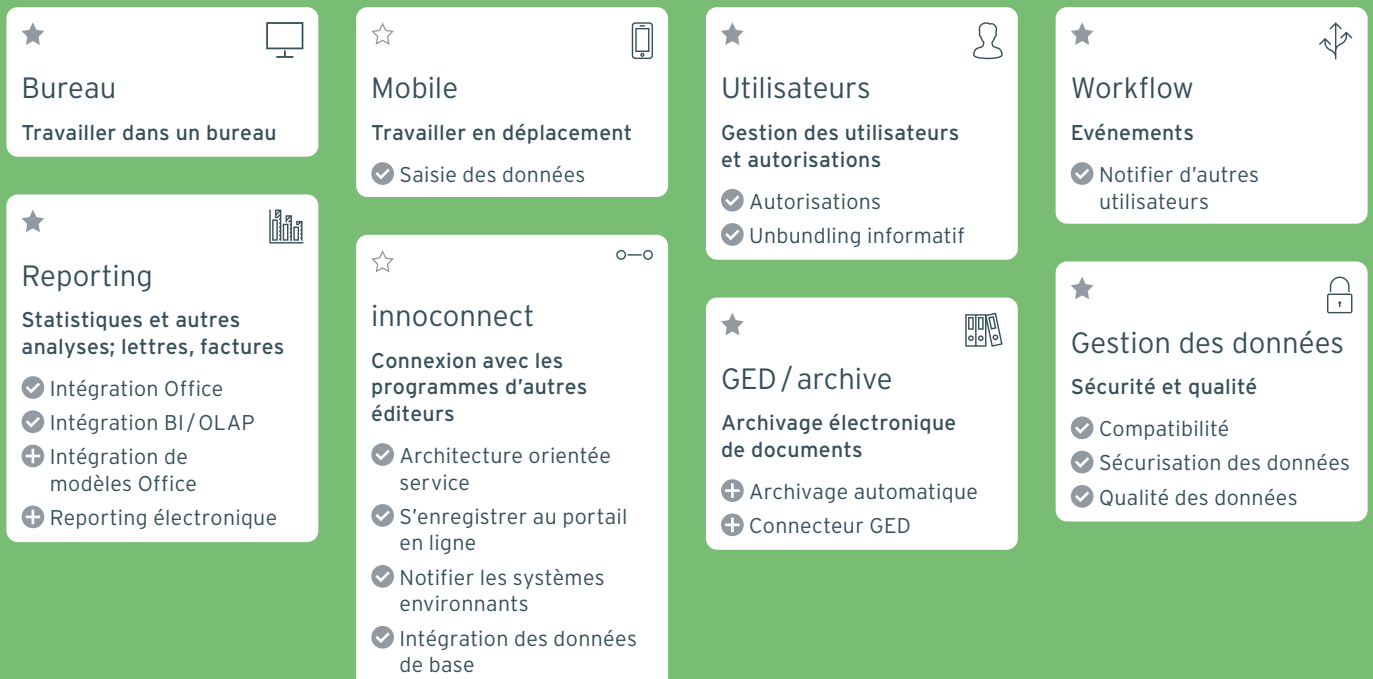 Bureau
Travailler dans un bureau
Reporting
Statistiques et autres
analyses; lettres, factures
Intégration Office
Intégration BI/OLAP
Intégration de
modèles Office
Reporting électronique
Mobile
Travailler en déplacement
Saisie des données
innoconnect
Connexion avec les
programmes d'autres
éditeurs
Architecture orientée
service
S'enregistrer au portail
en ligne
Notifier les systèmes
environnants
Intégration des données
de base
Utilisateurs
Gestion des utilisateurs
et autorisations
Autorisations
Unbundling informatif
GED/archive
Archivage électronique
de documents
Archivage automatique
Connecteur GED
Workflow
Evénements
Notifier d'autres
utilisateurs
Gestion des données
Sécurité et qualité
Compatibilité
Sécurisation des données
Qualité des données